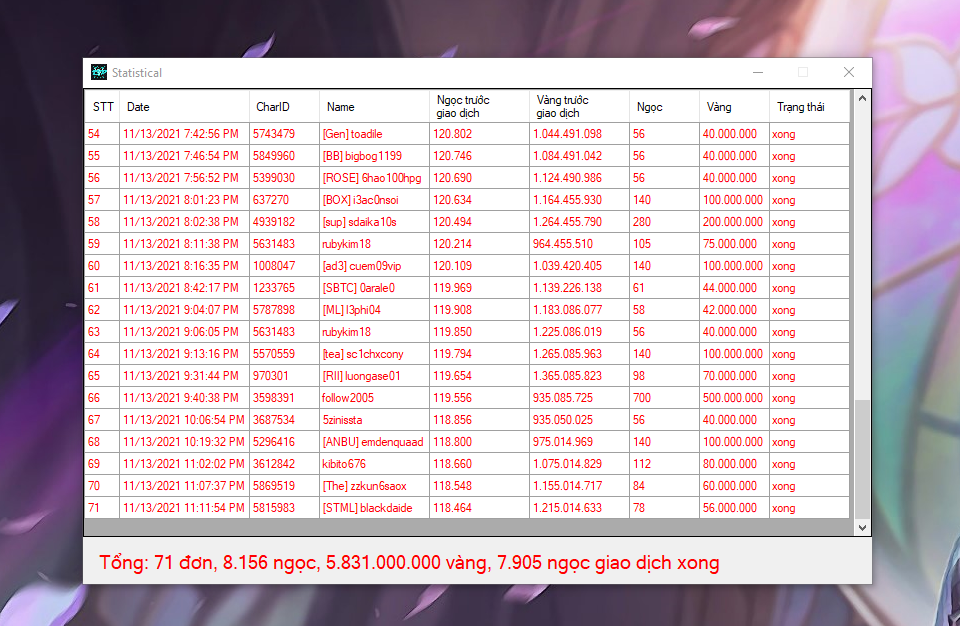 Statistical
STT Date CharID Name Ngọc trước giao dịch Vàng trước giao dịch Ngọc Vàng Trạng thái
54 11/13/2021 7:42:56 PM 5743479 [Gen] toadile 120.802 1.044.491.098 56 40.000.000 xong
55 11/13/2021 7:46:54 PM 5849960 [BB] bigbog1199 120.746 1.084.491.042 56 40.000.000 xong
56 11/13/2021 7:56:52 PM 5399030 [ROSE] 6hao100hpg 120.690 1.124.490.986 56 40.000.000 xong
57 11/13/2021 8:01:23 PM 637270 [BOX] i3ac0nsoi 120.634 1.164.455.930 140 100.000.000 xong
58 11/13/2021 8:02:38 PM 4939182 [sup] sdaika10s 120.494 1.264.455.790 280 200.000.000 xong
59 11/13/2021 8:11:38 PM 5631483 rubykim18 120.214 964.455.510 105 75.000.000 xong
60 11/13/2021 8:16:35 PM 1008047 [ad3] cuem09vip 120.109 1.039.420.405 140 100.000.000 xong
61 11/13/2021 8:42:17 PM 1233765 [SBTC] 0arale0 119.969 1.139.226.138 61 44.000.000 xong
62 11/13/2021 9:04:07 PM 5787898 [ML] l3phi04 119.908 1.183.086.077 58 42.000.000 xong
63 11/13/2021 9:06:05 PM 5631483 rubykim18 119.850 1.225.086.019 56 40.000.000 xong
64 11/13/2021 9:13:16 PM 5570559 [tea] sc1chxcony 119.794 1.265.085.963 140 100.000.000 xong
65 11/13/2021 9:31:44 PM 970301 [RII] luongase01 119.654 1.365.085.823 98 70.000.000 xong
66 11/13/2021 9:40:38 PM 3598391 follow2005 119.556 935.085.725 700 500.000.000 xong
67 11/13/2021 10:06:54 PM 3687534 5zinissta 118.856 935.050.025 56 40.000.000 xong
68 11/13/2021 10:19:32 PM 5296416 [ANBU] emdenquaad 118.800 975.014.969 140 100.000.000 xong
69 11/13/2021 11:02:02 PM 3612842 kibito676 118.660 1.075.014.829 112 80.000.000 xong
70 11/13/2021 11:07:37 PM 5869519 [The] zzkun6saox 118.548 1.155.014.717 84 60.000.000 xong
71 11/13/2021 11:11:54 PM 5815983 [STML] blackdaide 118.464 1.215.014.633 78 56.000.000 xong
Tổng: 71 đơn, 8.156 ngọc, 5.831.000.000 vàng, 7.905 ngọc giao dịch xong